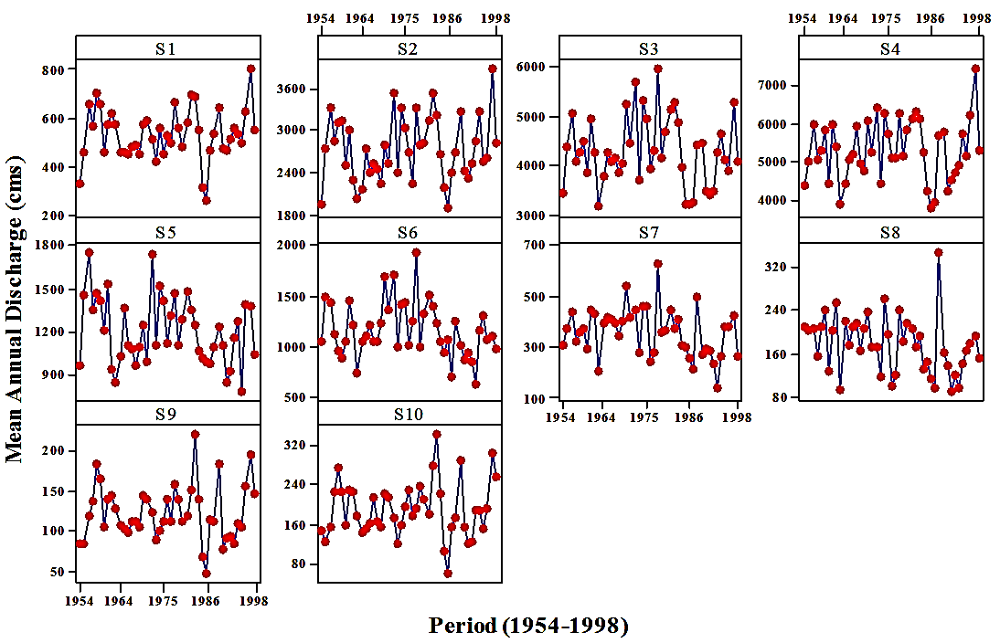 1954 1964 1975 1986 1998 1954 1964 1975 1986 1998
S1 S2 S3 S4
800 600 400 200
3600 3000 2400 1800
6000 5000 4000 3000
7000 6000 5000 4000
S5 S6 S7 S8
1800 1500 1200 900
2000 1500 1000 500
700 500 300 100
320 240 160 80
1954 1964 1975 1986 1998 1954 1964 1975 1986 1998
S9 S10
200 150 100 50
320 240 160 80
1954 1964 1975 1986 1998
Mean Annual Discharge (cms)
Period (1954-1998)